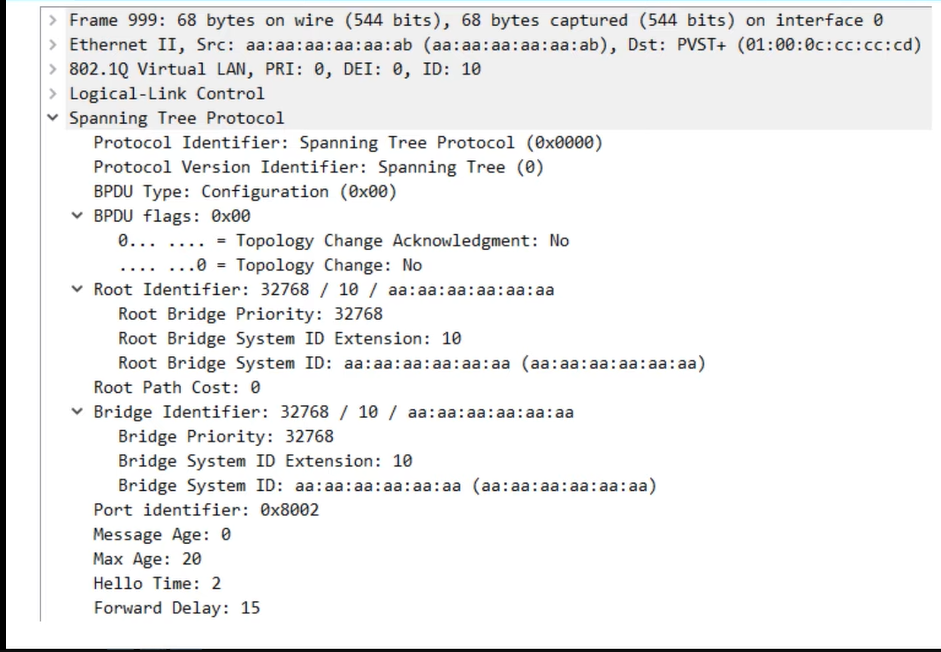 Frame 999: 68 bytes on wire (544 bits), 68 bytes captured (544 bits) on interface 0
Ethernet II, Src: aa:aa:aa:aa:aa:ab (aa:aa:aa:aa:aa:ab), Dst: PVST+ (01:00:0c:cc:cc:cd)
802.1Q Virtual LAN, PRI: 0, DEI: 0, ID: 10
Logical-Link Control
Spanning Tree Protocol
Protocol Identifier: Spanning Tree Protocol (0x0000)
Protocol Version Identifier: Spanning Tree (0)
BPDU Type: Configuration (0x00)
BPDU flags: 0x00
0... .... = Topology Change Acknowledgment: No
.... ...0 = Topology Change: No
Root Identifier: 32768 / 10 / aa:aa:aa:aa:aa:aa
Root Bridge Priority: 32768
Root Bridge System ID Extension: 10
Root Bridge System ID: aa:aa:aa:aa:aa:aa (aa:aa:aa:aa:aa:aa)
Root Path Cost: 0
Bridge Identifier: 32768 / 10 / aa:aa:aa:aa:aa:aa
Bridge Priority: 32768
Bridge System ID Extension: 10
Bridge System ID: aa:aa:aa:aa:aa:aa (aa:aa:aa:aa:aa:aa)
Port identifier: 0x8002
Message Age: 0
Max Age: 20
Hello Time: 2
Forward Delay: 15